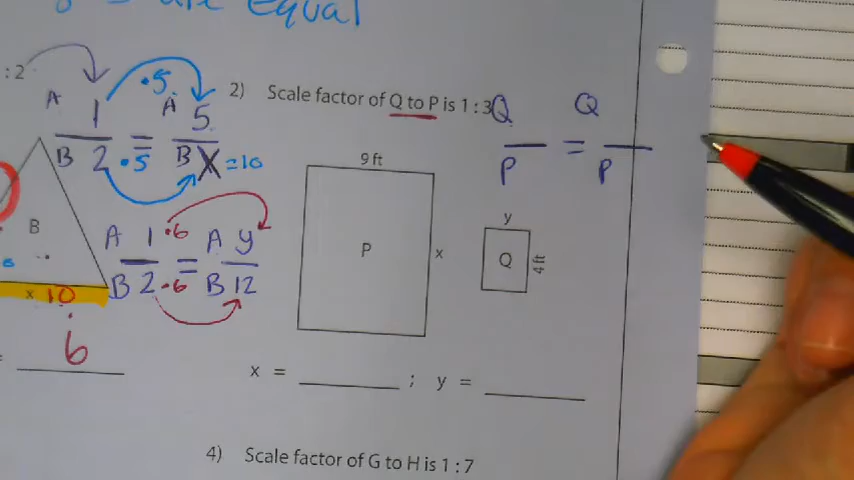 are equal
: 2
A 1 = A 5
B 2 B X = 10
· 5
· 5
B
x 10
6
=
A 1 · 6 = A y
B 2 · 6 B 12
2) Scale factor of Q to P is 1 : 3
Q = Q
P P
9 ft
P
x
y
Q
4 ft
x = ; y =
4) Scale factor of G to H is 1 : 7